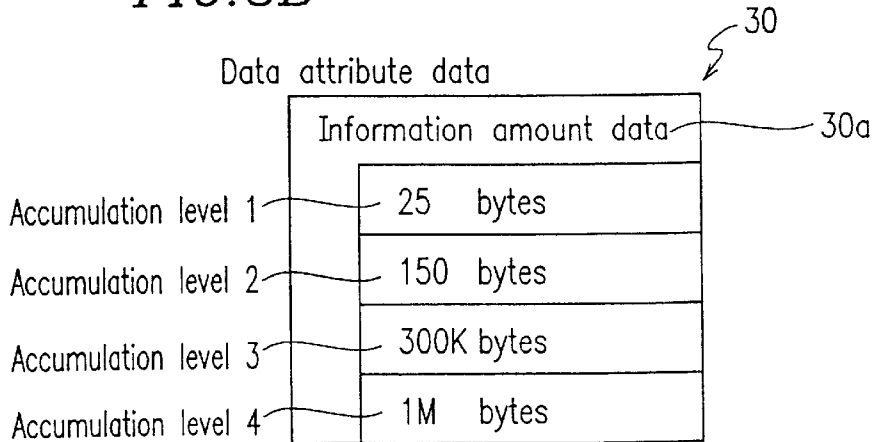 30
Data attribute data
Information amount data 30a
Accumulation level 1 25 bytes
Accumulation level 2 150 bytes
Accumulation level 3 300K bytes
Accumulation level 4 1M bytes